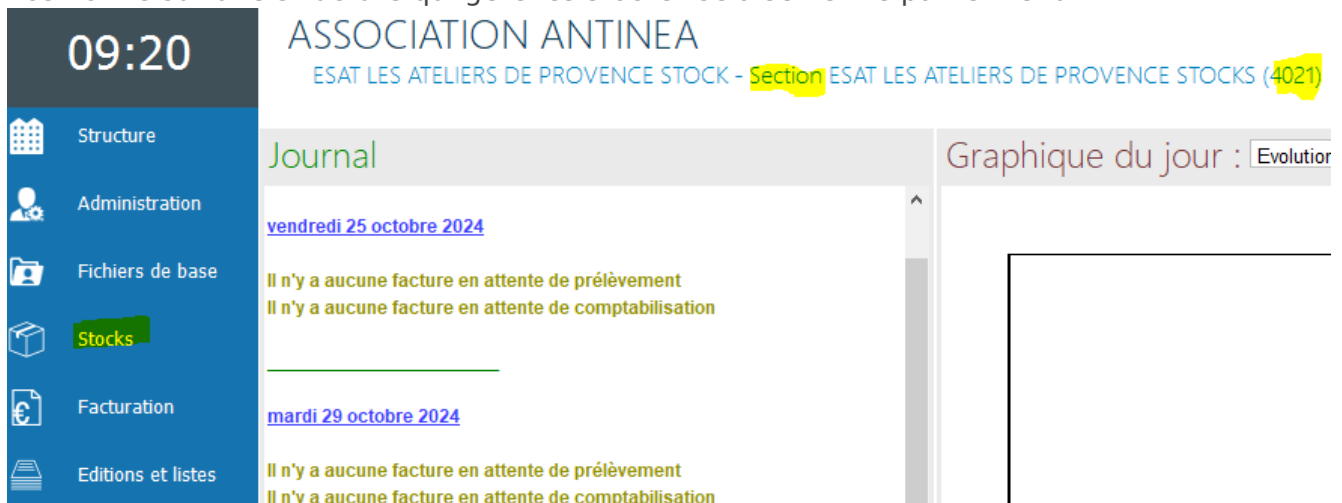 09:20
ASSOCIATION ANTINEA
ESAT LES ATELIERS DE PROVENCE STOCK - Section ESAT LES ATELIERS DE PROVENCE STOCKS (4021)
Structure
Administration
Fichiers de base
Stocks
Facturation
Editions et listes
Journal
vendredi 25 octobre 2024
Il n'y a aucune facture en attente de prélèvement
Il n'y a aucune facture en attente de comptabilisation
mardi 29 octobre 2024
Il n'y a aucune facture en attente de prélèvement
Il n'y a aucune facture en attente de comptabilisation
Graphique du jour : Evolution